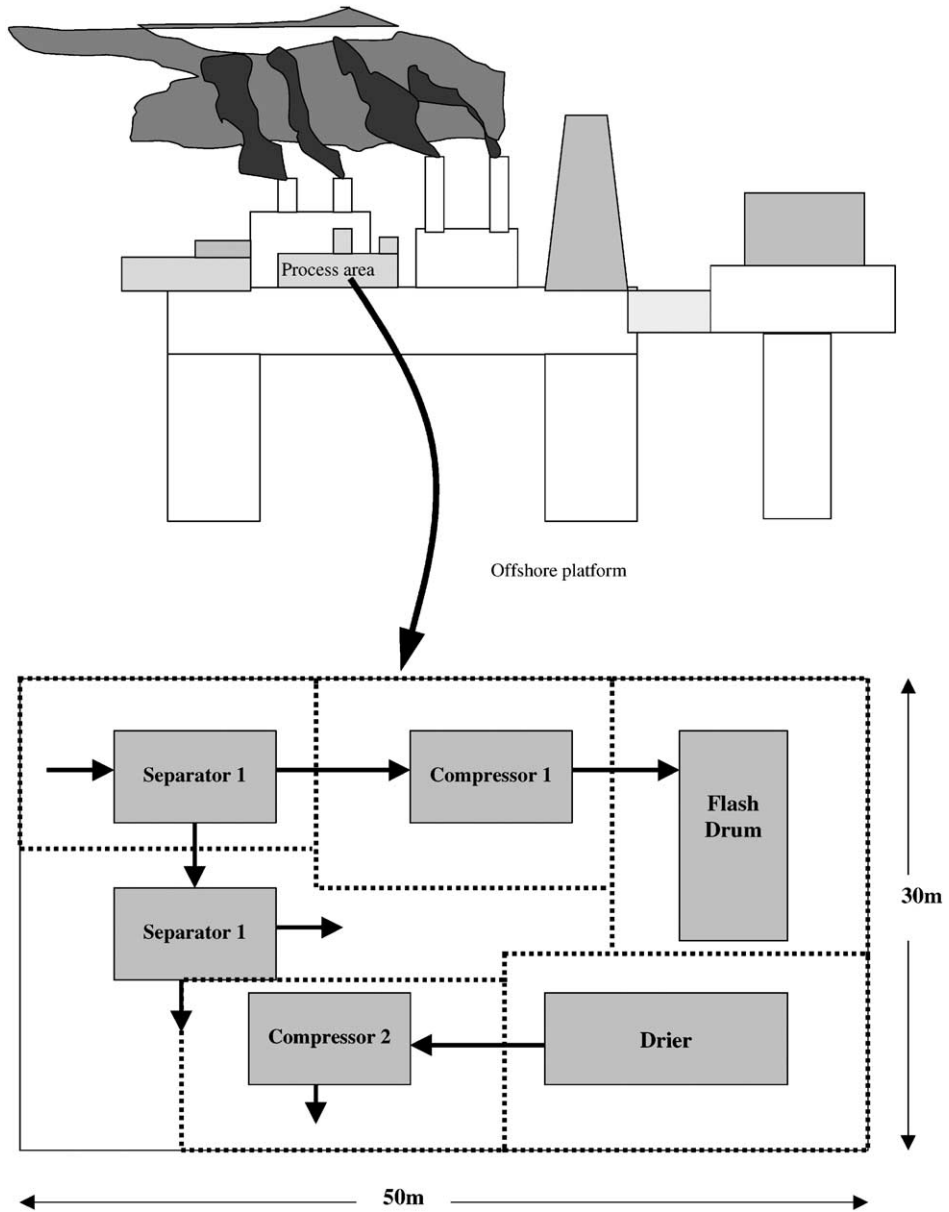 Process area
Offshore platform
Separator 1
Compressor 1
Flash
Drum
30m
Separator 1
Compressor 2
Drier
50m